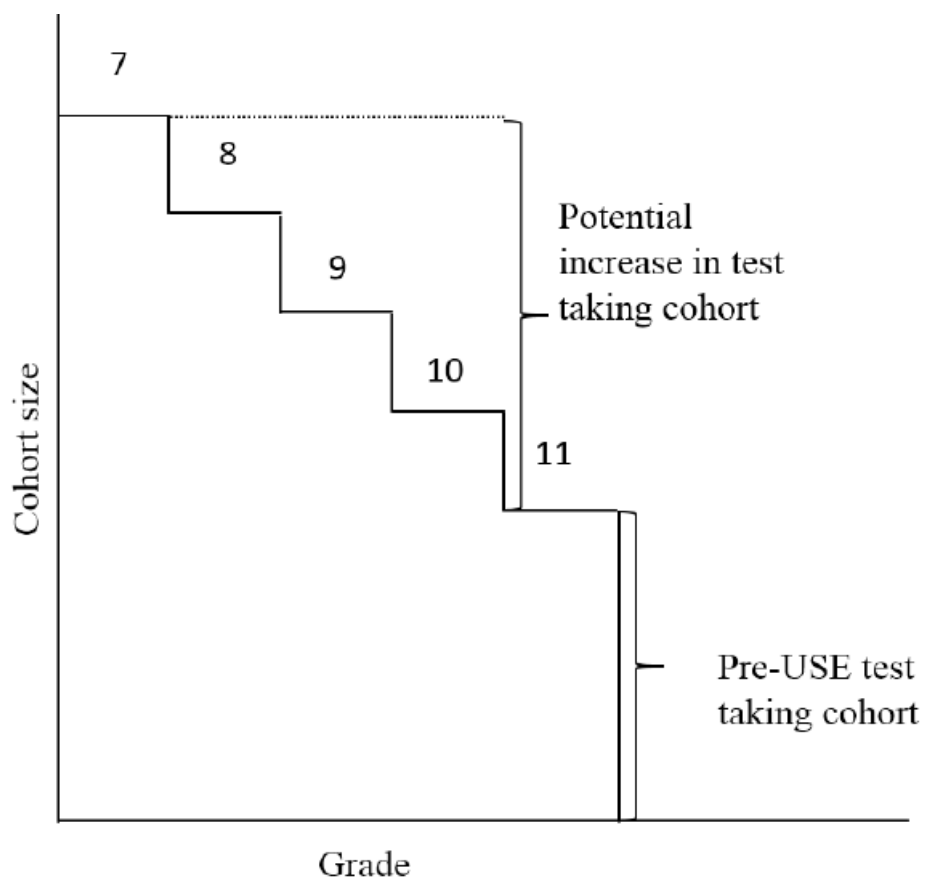 7
8
9
10
11
Potential
increase in test
taking cohort
Pre-USE test
taking cohort
Cohort size
Grade